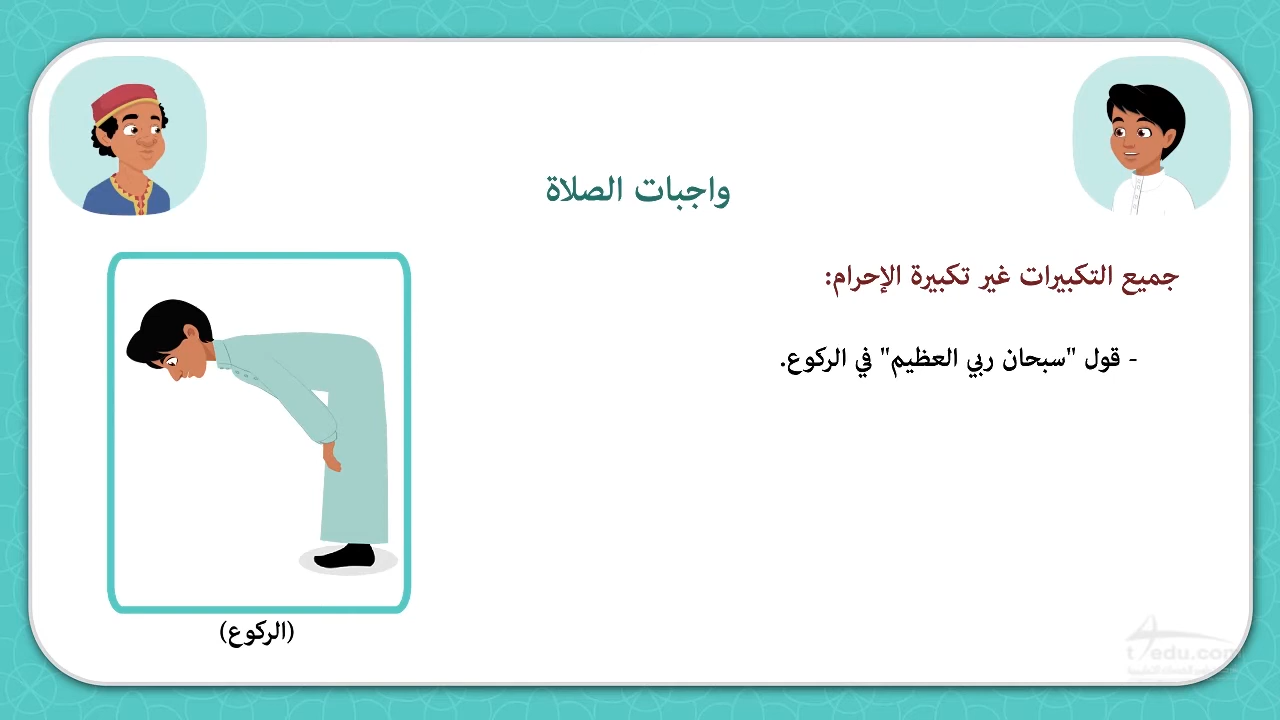 واجبات الصلاة
جميع التكبيرات غير تكبيرة الإحرام:
- قول "سبحان ربي العظيم" في الركوع.
(الركوع)